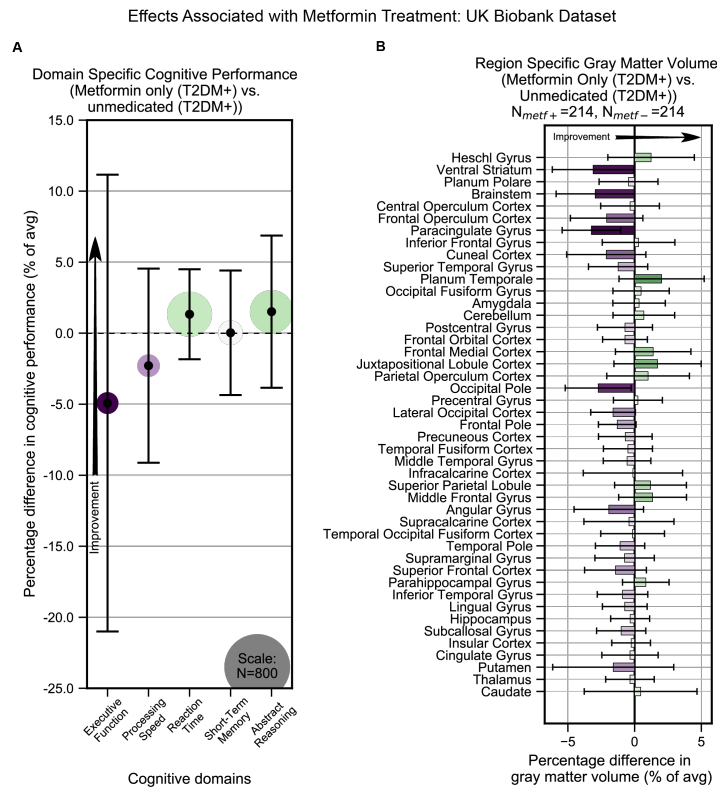 Effects Associated with Metformin Treatment: UK Biobank Dataset
A
Domain Specific Cognitive Performance
(Metformin only (T2DM+) vs.
unmedicated (T2DM+))
Percentage difference in cognitive performance (% of avg)
15.0
10.0
5.0
0.0
-5.0
-10.0
-15.0
-20.0
-25.0
Improvement
Scale:
N=800
Executive
Function
Processing
Speed
Reaction
Time
Short-Term
Memory
Abstract
Reasoning
Cognitive domains
B
Region Specific Gray Matter Volume
(Metformin Only (T2DM+) vs.
Unmedicated (T2DM+))
Nmetf+ =214, Nmetf− =214
Improvement
Heschl Gyrus
Ventral Striatum
Planum Polare
Brainstem
Central Operculum Cortex
Frontal Operculum Cortex
Paracingulate Gyrus
Inferior Frontal Gyrus
Cuneal Cortex
Superior Temporal Gyrus
Planum Temporale
Occipital Fusiform Gyrus
Amygdala
Cerebellum
Postcentral Gyrus
Frontal Orbital Cortex
Frontal Medial Cortex
Juxtapositional Lobule Cortex
Parietal Operculum Cortex
Occipital Pole
Precentral Gyrus
Lateral Occipital Cortex
Frontal Pole
Precuneous Cortex
Temporal Fusiform Cortex
Middle Temporal Gyrus
Infracalcarine Cortex
Superior Parietal Lobule
Middle Frontal Gyrus
Angular Gyrus
Supracalcarine Cortex
Temporal Occipital Fusiform Cortex
Temporal Pole
Supramarginal Gyrus
Superior Frontal Cortex
Parahippocampal Gyrus
Inferior Temporal Gyrus
Lingual Gyrus
Hippocampus
Subcallosal Gyrus
Insular Cortex
Cingulate Gyrus
Putamen
Thalamus
Caudate
−5 0 5
Percentage difference in
gray matter volume (% of avg)